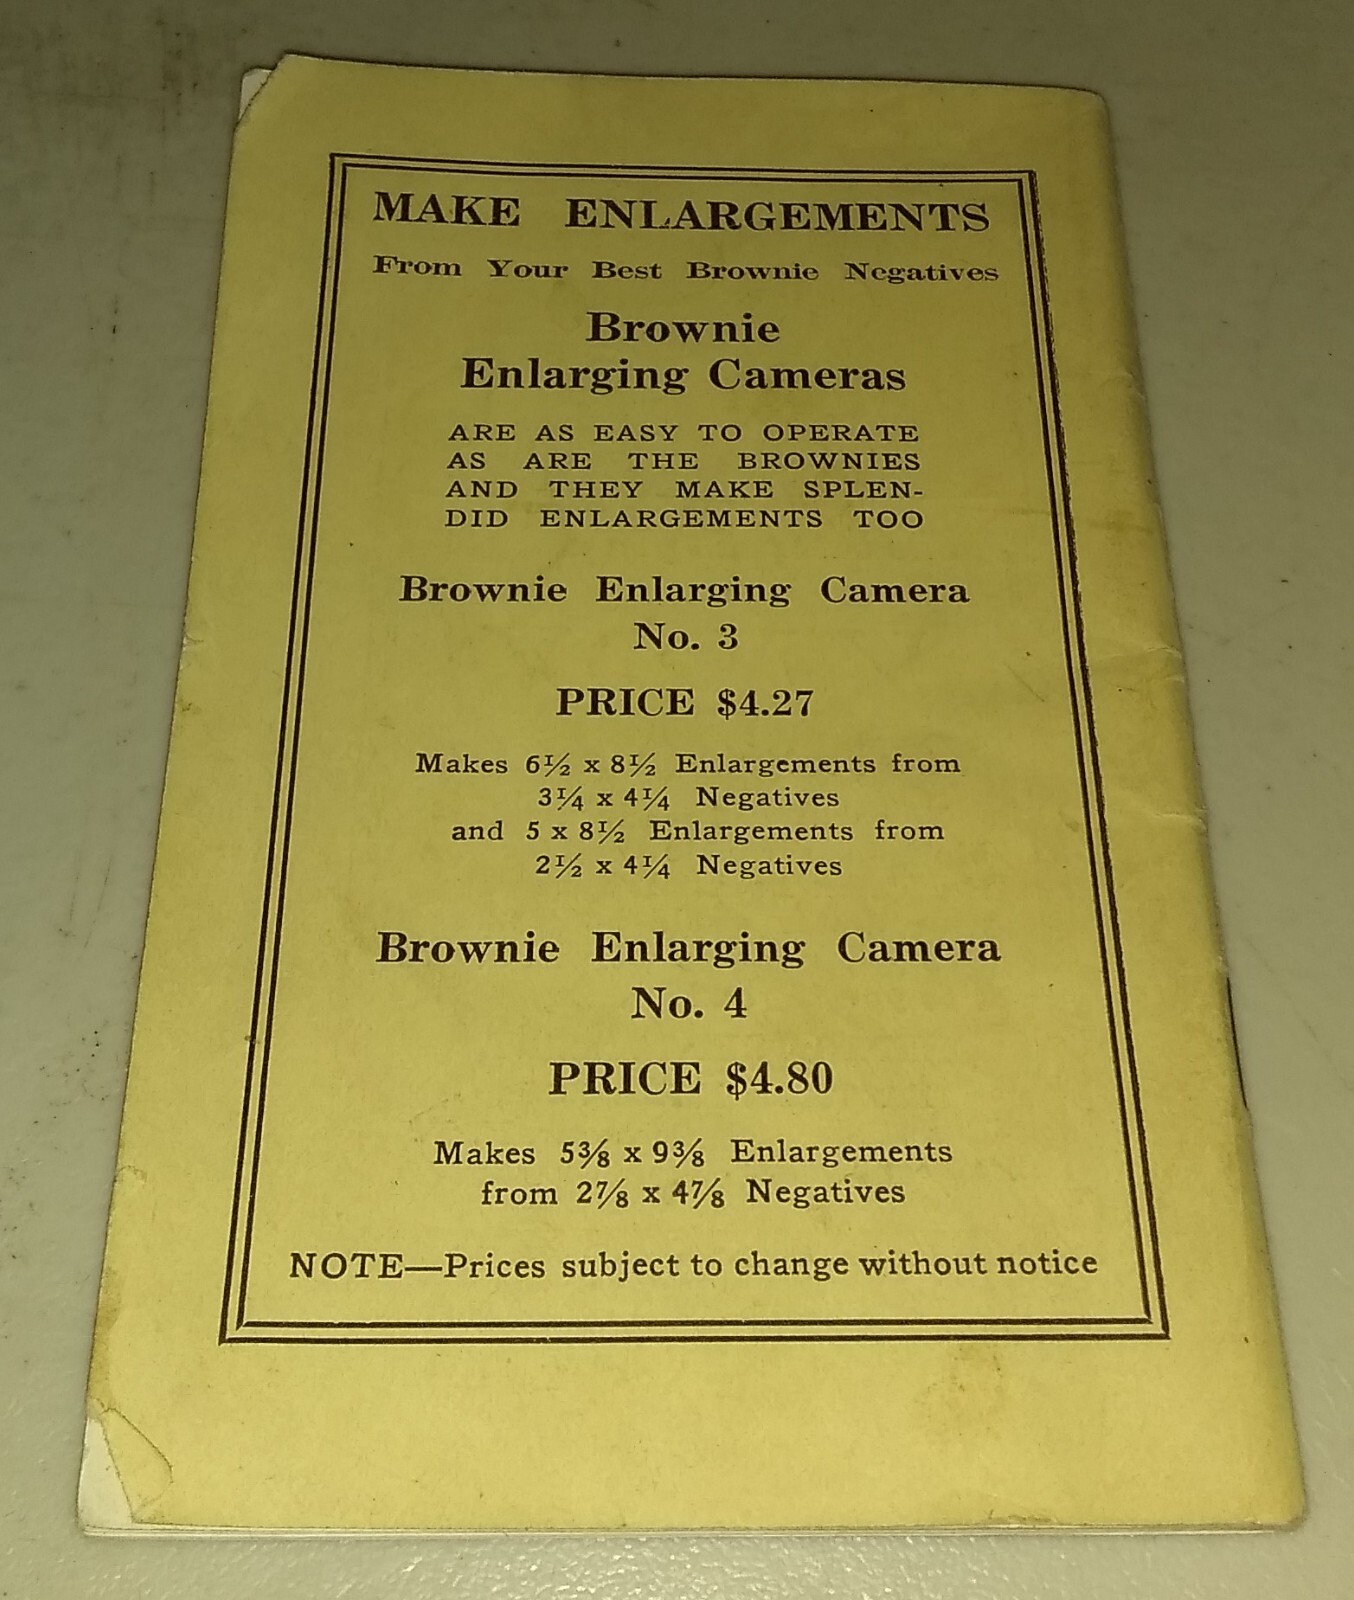 MAKE ENLARGEMENTS
From Your Best Brownie Negatives
Brownie
Enlarging Cameras
ARE AS EASY TO OPERATE
AS ARE THE BROWNIES
AND THEY MAKE SPLEN-
DID ENLARGEMENTS TOO
Brownie Enlarging Camera
No. 3
PRICE $4.27
Makes 6½ x 8½ Enlargements from
3¼ x 4¼ Negatives
and 5 x 8½ Enlargements from
2½ x 4¼ Negatives
Brownie Enlarging Camera
No. 4
PRICE $4.80
Makes 5⅜ x 9⅜ Enlargements
from 2⅞ x 4⅞ Negatives
NOTE—Prices subject to change without notice